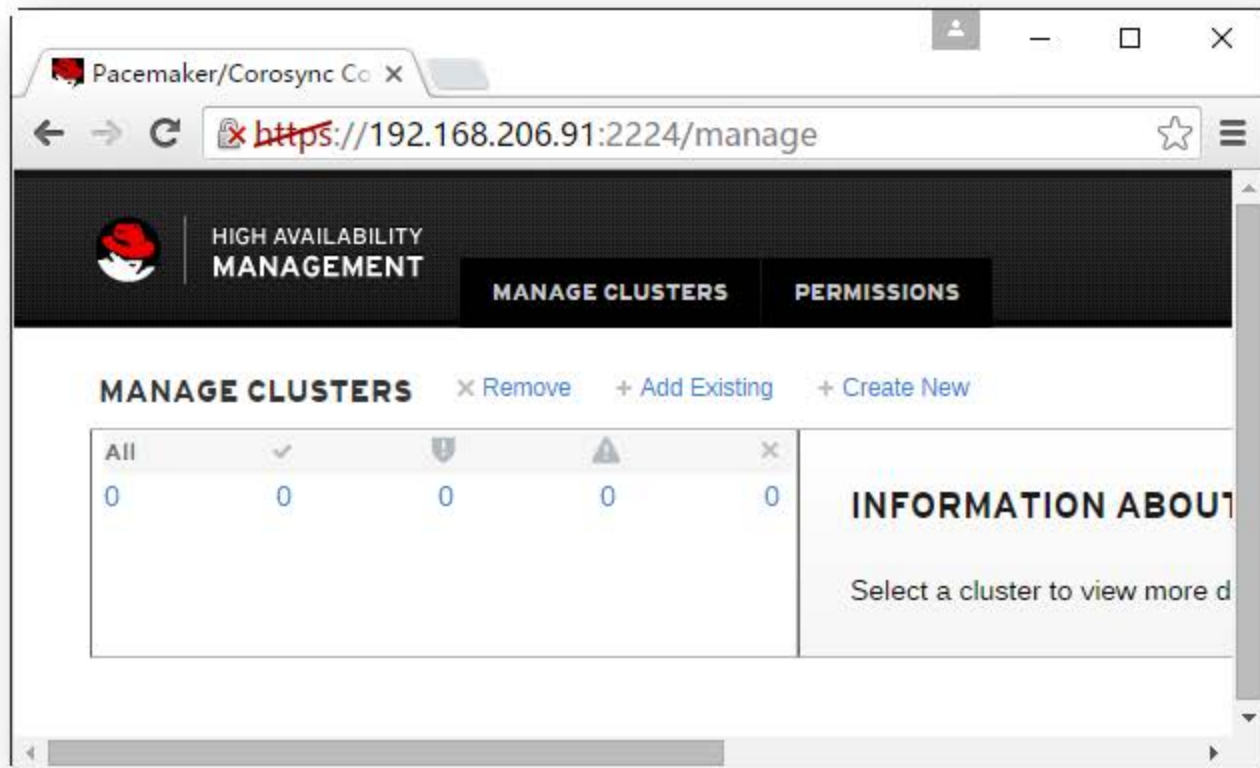 Pacemaker/Corosync Co
https://192.168.206.91:2224/manage
HIGH AVAILABILITY
MANAGEMENT
MANAGE CLUSTERS PERMISSIONS
MANAGE CLUSTERS Remove + Add Existing + Create New
All
0 0 0 0 0
INFORMATION ABOUT
Select a cluster to view more d